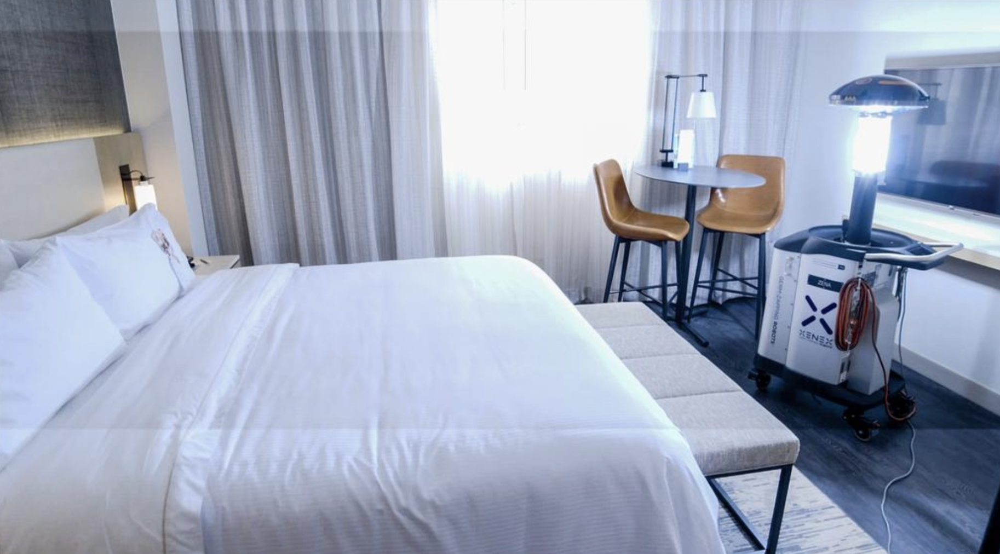 ZENA
XENEX
GERM-ZAPPING ROBOTS